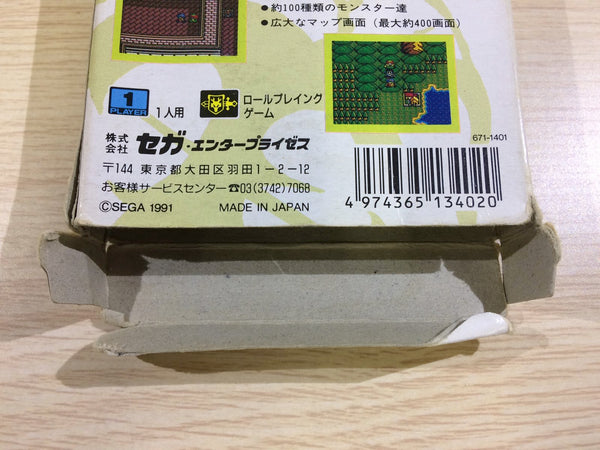 •約100種類のモンスター達
•広大なマップ画面（最大約400画面）
1
PLAYER
1人用
ロールプレイング
ゲーム
671-1401
株式
会社 セガ・エンタープライゼス
〒144 東京都大田区羽田1-2-12
お客様サービスセンター☎03(3742)7068
©SEGA 1991 MADE IN JAPAN
4 974365 134020